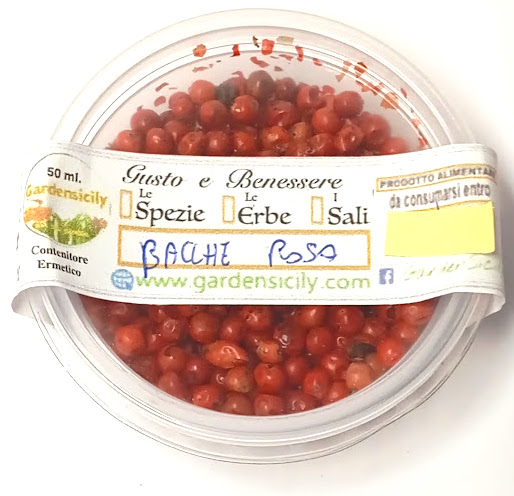 50 ml.
Gardensicily
Contenitore
Ermetico
Gusto e Benessere
Le Spezie
Le Erbe
I Sali
BACCHE ROSA
www.gardensicily.com
PRODOTTO ALIMENTARE
da consumarsi entro